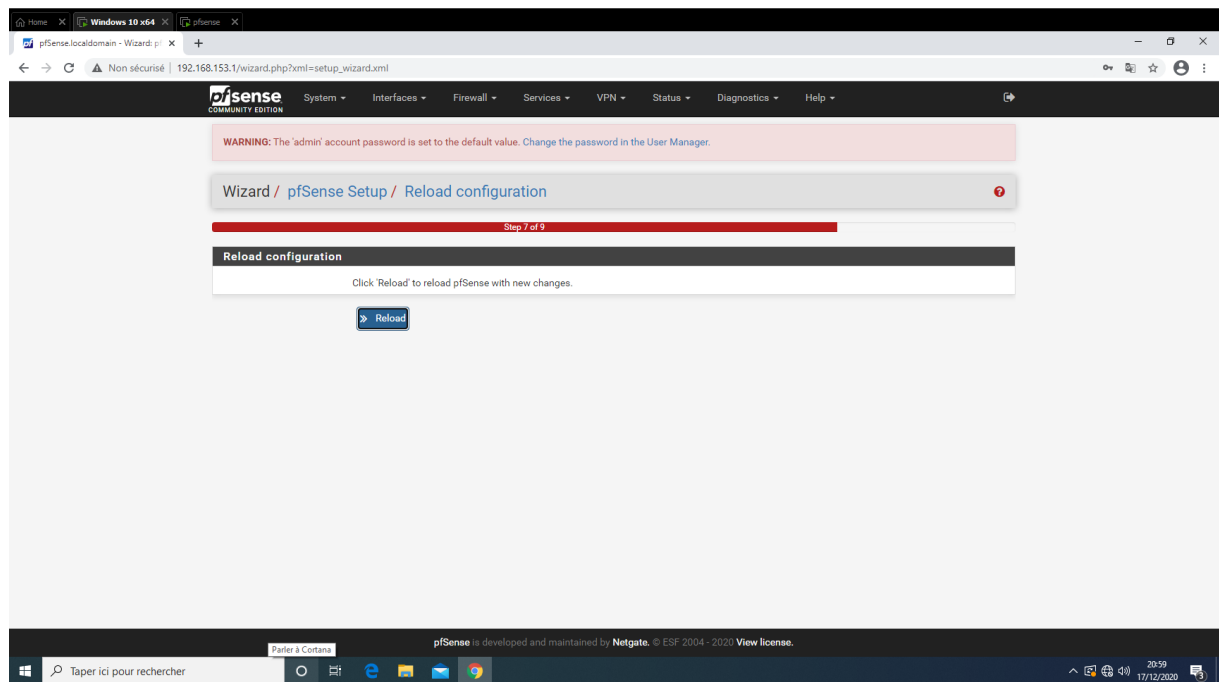 Home Windows 10 x64 pfsense
pfSense.localdomain - Wizard: pf
Non sécurisé 192.168.153.1/wizard.php?xml=setup_wizard.xml
pfsense System Interfaces Firewall Services VPN Status Diagnostics Help
COMMUNITY EDITION
WARNING: The 'admin' account password is set to the default value. Change the password in the User Manager.
Wizard / pfSense Setup / Reload configuration
Step 7 of 9
Reload configuration
Click 'Reload' to reload pfSense with new changes.
Reload
pfSense is developed and maintained by Netgate. © ESF 2004 - 2020 View license.
Parler à Cortana
Taper ici pour rechercher
20:59
17/12/2020
3